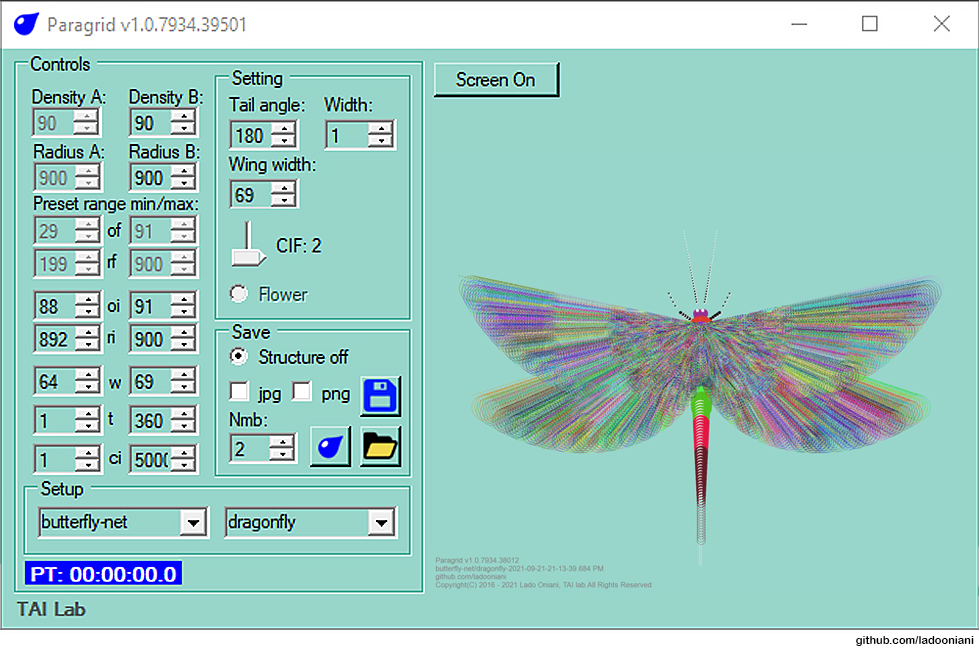 Paragrid v1.0.7934.39501
Controls
Density A: Density B:
90 90
Radius A: Radius B:
900 900
Preset range min/max:
29 of 91
199 rf 900
88 oi 91
892 ri 900
64 w 69
1 t 360
1 ci 5000
Setting
Tail angle: Width:
180 1
Wing width:
69
CIF: 2
Flower
Save
Structure off
jpg png
Nmb:
2
Setup
butterfly-net dragonfly
PT: 00:00:00.0
TAI Lab
Screen On
Paragrid v1.0.7934.38012
butterfly-net/dragonfly-2021-09-21-21-13-39.684 PM
github.com/ladooniani
Copyright(C) 2016 - 2021 Lado Oniani, TAI lab All Rights Reserved
github.com/ladooniani